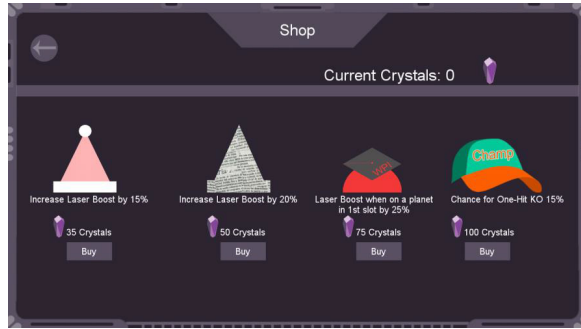 Shop
Current Crystals: 0
WPI
Champ
Increase Laser Boost by 15%
Increase Laser Boost by 20%
Laser Boost when on a planet
in 1st slot by 25%
Chance for One-Hit KO 15%
35 Crystals
50 Crystals
75 Crystals
100 Crystals
Buy
Buy
Buy
Buy